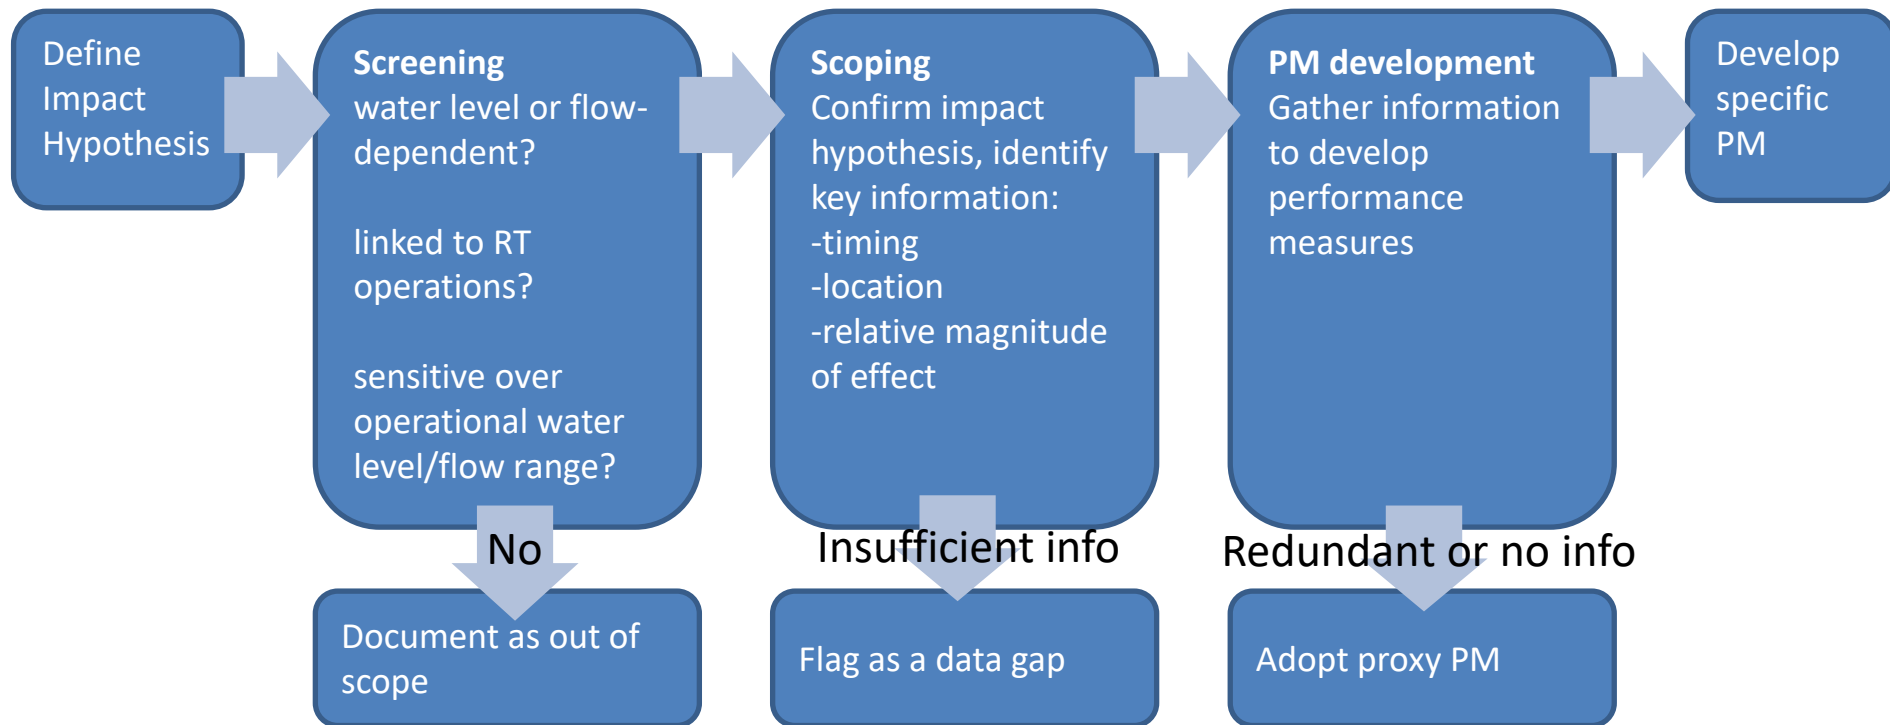 Define
Impact
Hypothesis
Screening
water level or flow-
dependent?
linked to RT
operations?
sensitive over
operational water
level/flow range?
Scoping
Confirm impact
hypothesis, identify
key information:
-timing
-location
-relative magnitude
of effect
PM development
Gather information
to develop
performance
measures
Develop
specific
PM
No
Insufficient info
Redundant or no info
Document as out of
scope
Flag as a data gap
Adopt proxy PM